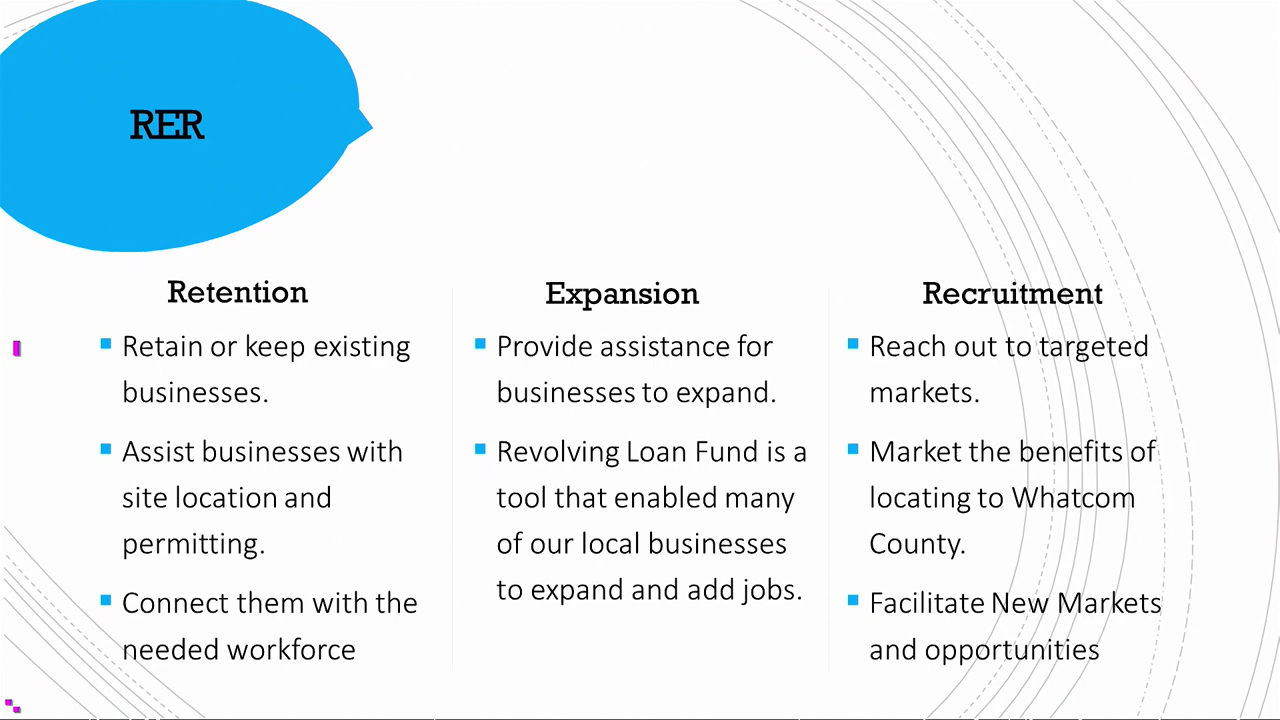 RER
Retention
Retain or keep existing
businesses.
Assist businesses with
site location and
permitting.
Connect them with the
needed workforce
Expansion
Provide assistance for
businesses to expand.
Revolving Loan Fund is a
tool that enabled many
of our local businesses
to expand and add jobs.
Recruitment
Reach out to targeted
markets.
Market the benefits of
locating to Whatcom
County.
Facilitate New Markets
and opportunities